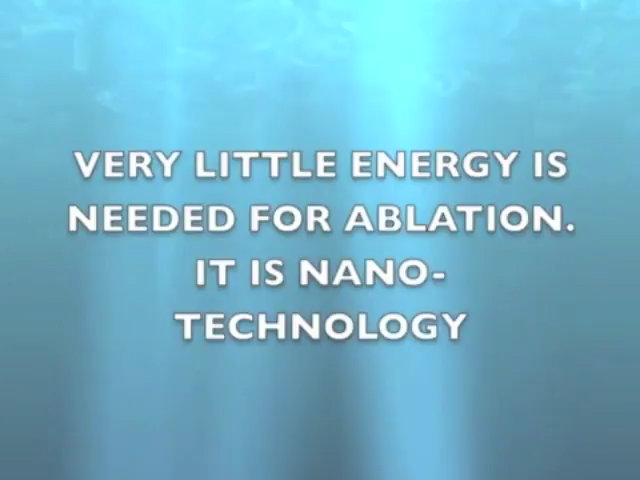 VERY LITTLE ENERGY IS
NEEDED FOR ABLATION.
IT IS NANO-
TECHNOLOGY